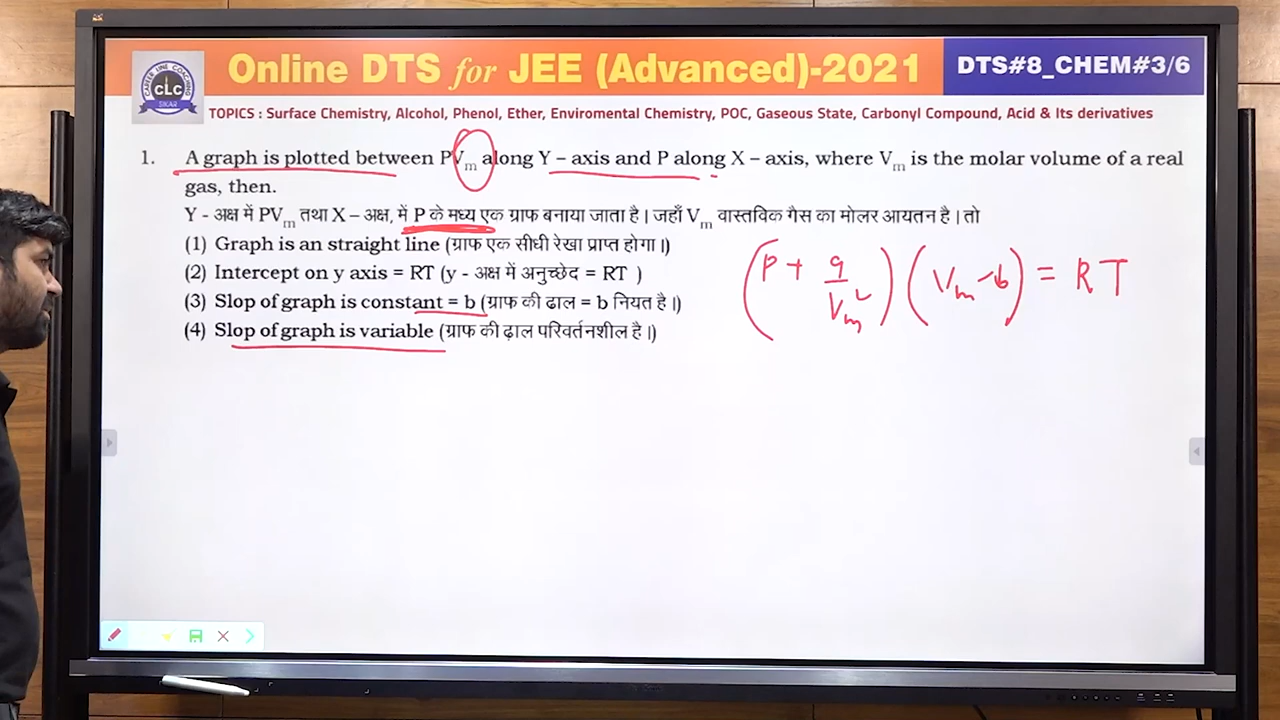 Online DTS for JEE (Advanced)-2021
DTS#8_CHEM#3/6
CAREER LINE COACHING
CLC
SIKAR
TOPICS : Surface Chemistry, Alcohol, Phenol, Ether, Enviromental Chemistry, POC, Gaseous State, Carbonyl Compound, Acid & Its derivatives
1. A graph is plotted between PVm along Y – axis and P along X – axis, where Vm is the molar volume of a real
gas, then.
Y - अक्ष में PVm तथा X – अक्ष, में P के मध्य एक ग्राफ बनाया जाता है। जहाँ Vm वास्तविक गैस का मोलर आयतन है। तो
(1) Graph is an straight line (ग्राफ एक सीधी रेखा प्राप्त होगा।)
(2) Intercept on y axis = RT (y - अक्ष में अनुच्छेद = RT )
(3) Slop of graph is constant = b (ग्राफ की ढाल = b नियत है।)
(4) Slop of graph is variable (ग्राफ की ढ़ाल परिवर्तनशील है।)
(P + a/Vm²) (Vm - b) = RT